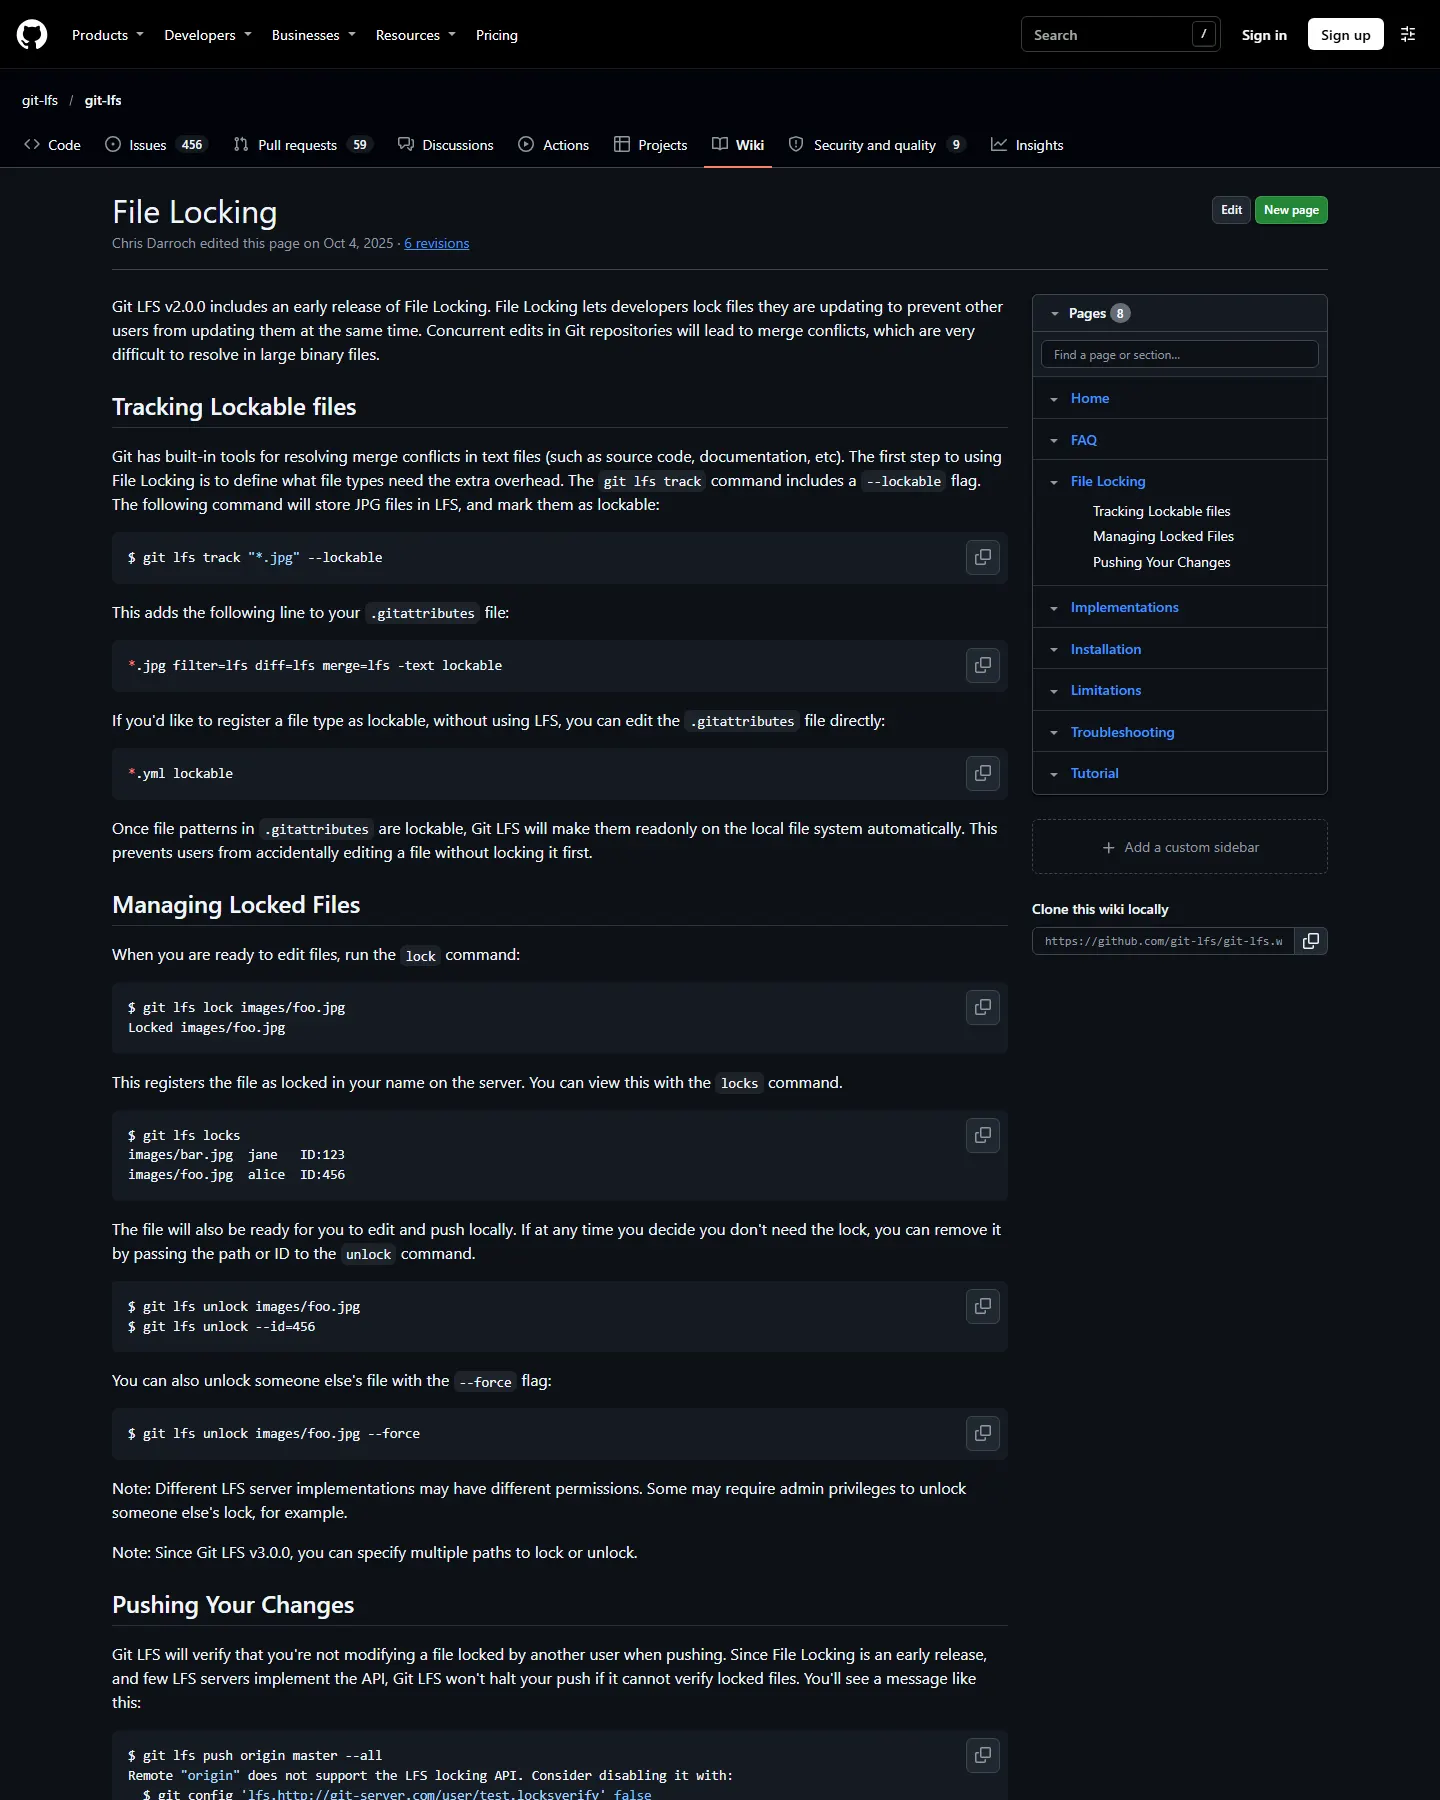 Products Developers Businesses Resources Pricing Search / Sign in Sign up
git-lfs / git-lfs
Code Issues 456 Pull requests 59 Discussions Actions Projects Wiki Security and quality 9 Insights
File Locking
Edit New page
Chris Darroch edited this page on Oct 4, 2025 · 6 revisions
Git LFS v2.0.0 includes an early release of File Locking. File Locking lets developers lock files they are updating to prevent other
users from updating them at the same time. Concurrent edits in Git repositories will lead to merge conflicts, which are very
difficult to resolve in large binary files.
Tracking Lockable files
Git has built-in tools for resolving merge conflicts in text files (such as source code, documentation, etc). The first step to using
File Locking is to define what file types need the extra overhead. The git lfs track command includes a --lockable flag.
The following command will store JPG files in LFS, and mark them as lockable:
$ git lfs track "*.jpg" --lockable
This adds the following line to your .gitattributes file:
*.jpg filter=lfs diff=lfs merge=lfs -text lockable
If you'd like to register a file type as lockable, without using LFS, you can edit the .gitattributes file directly:
*.yml lockable
Once file patterns in .gitattributes are lockable, Git LFS will make them readonly on the local file system automatically. This
prevents users from accidentally editing a file without locking it first.
Managing Locked Files
When you are ready to edit files, run the lock command:
$ git lfs lock images/foo.jpg
Locked images/foo.jpg
This registers the file as locked in your name on the server. You can view this with the locks command.
$ git lfs locks
images/bar.jpg jane ID:123
images/foo.jpg alice ID:456
The file will also be ready for you to edit and push locally. If at any time you decide you don't need the lock, you can remove it
by passing the path or ID to the unlock command.
$ git lfs unlock images/foo.jpg
$ git lfs unlock --id=456
You can also unlock someone else's file with the --force flag:
$ git lfs unlock images/foo.jpg --force
Note: Different LFS server implementations may have different permissions. Some may require admin privileges to unlock
someone else's lock, for example.
Note: Since Git LFS v3.0.0, you can specify multiple paths to lock or unlock.
Pushing Your Changes
Git LFS will verify that you're not modifying a file locked by another user when pushing. Since File Locking is an early release,
and few LFS servers implement the API, Git LFS won't halt your push if it cannot verify locked files. You'll see a message like
this:
$ git lfs push origin master --all
Remote "origin" does not support the LFS locking API. Consider disabling it with:
$ git config 'lfs.http://git-server.com/user/test.locksverify' false
Pages 8
Find a page or section...
Home
FAQ
File Locking
Tracking Lockable files
Managing Locked Files
Pushing Your Changes
Implementations
Installation
Limitations
Troubleshooting
Tutorial
Add a custom sidebar
Clone this wiki locally
https://github.com/git-lfs/git-lfs.w